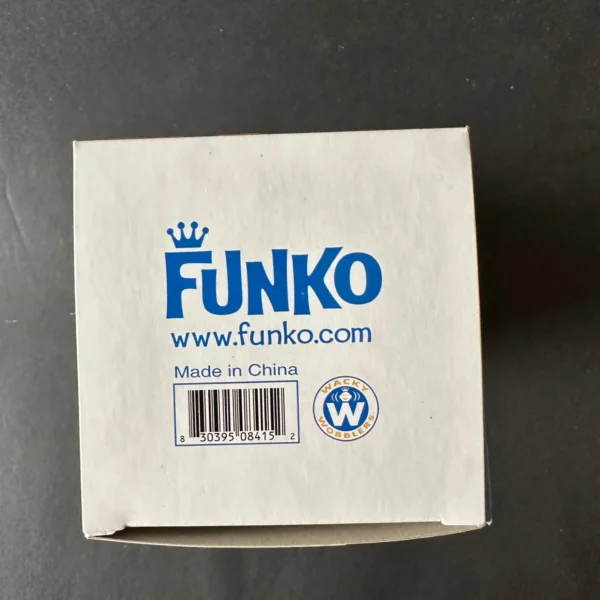 FUNKO
www.funko.com
Made in China
8 30395 08415 2
WACKY
W
WOBBLERS